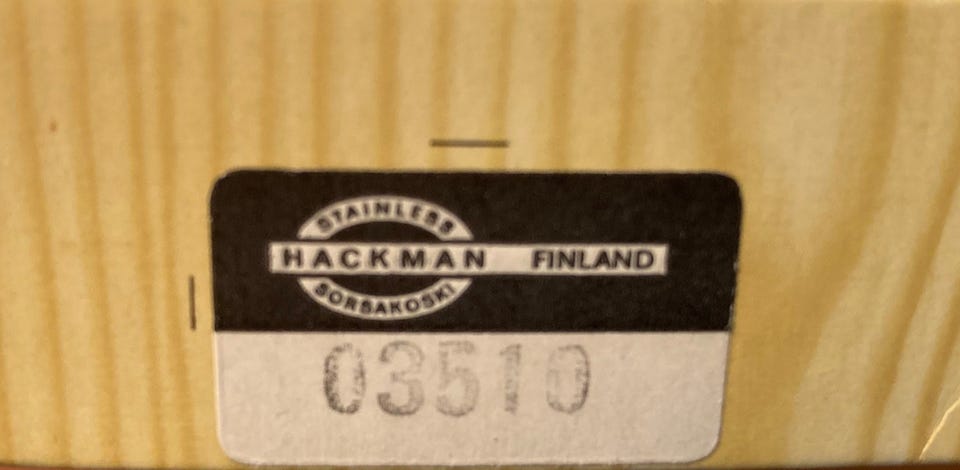 STAINLESS
HACKMAN FINLAND
SORSAKOSKI
03510